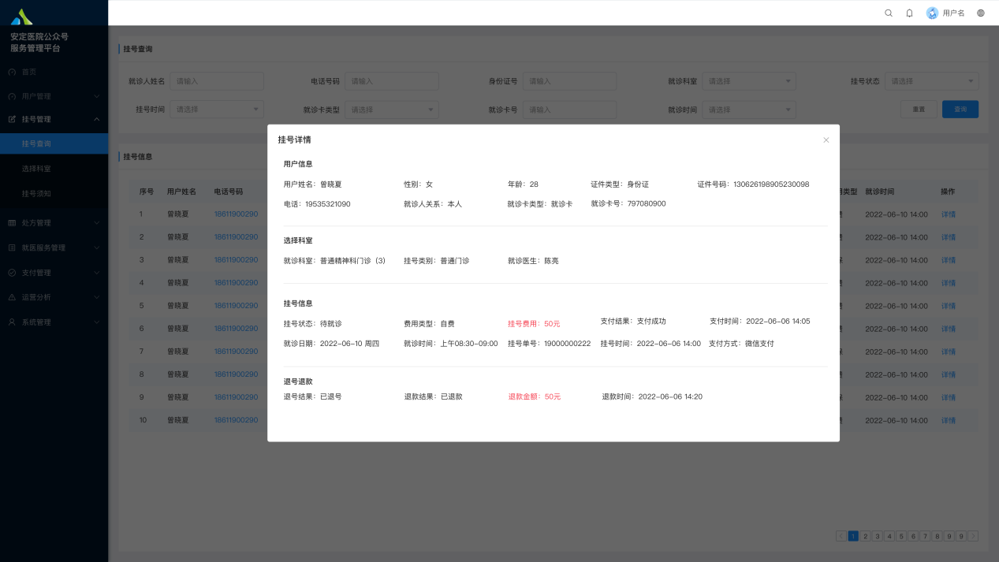 安定医院公众号
服务管理平台
用户名
首页
用户管理
挂号管理
挂号查询
选择科室
挂号须知
处方管理
就医服务管理
支付管理
运营分析
系统管理
挂号查询
就诊人姓名 请输入 电话号码 请输入 身份证号 请输入 就诊科室 请选择 挂号状态 请选择
挂号时间 请选择 就诊卡类型 请选择 就诊卡号 请输入 就诊时间 请选择 重置 查询
挂号信息
序号 用户姓名 电话号码 类型 就诊时间 操作
1 曾晓夏 18611900290 2022-06-10 14:00 详情
2 曾晓夏 18611900290 2022-06-10 14:00 详情
3 曾晓夏 18611900290 2022-06-10 14:00 详情
4 曾晓夏 18611900290 2022-06-10 14:00 详情
5 曾晓夏 18611900290 2022-06-10 14:00 详情
6 曾晓夏 18611900290 2022-06-10 14:00 详情
7 曾晓夏 18611900290 2022-06-10 14:00 详情
8 曾晓夏 18611900290 2022-06-10 14:00 详情
9 曾晓夏 18611900290 2022-06-10 14:00 详情
10 曾晓夏 18611900290 2022-06-10 14:00 详情
挂号详情
用户信息
用户姓名：曾晓夏 性别：女 年龄：28 证件类型：身份证 证件号码：130626198905230098
电话：19535321090 就诊人关系：本人 就诊卡类型：就诊卡 就诊卡号：797080900
选择科室
就诊科室：普通精神科门诊（3） 挂号类别：普通门诊 就诊医生：陈亮
挂号信息
挂号状态：待就诊 费用类型：自费 挂号费用：50元 支付结果：支付成功 支付时间：2022-06-06 14:05
就诊日期：2022-06-10 周四 就诊时间：上午08:30-09:00 挂号单号：19000000222 挂号时间：2022-06-06 14:00 支付方式：微信支付
退号退款
退号结果：已退号 退款结果：已退款 退款金额：50元 退款时间：2022-06-06 14:20
1 2 3 4 5 6 7 8 9 9